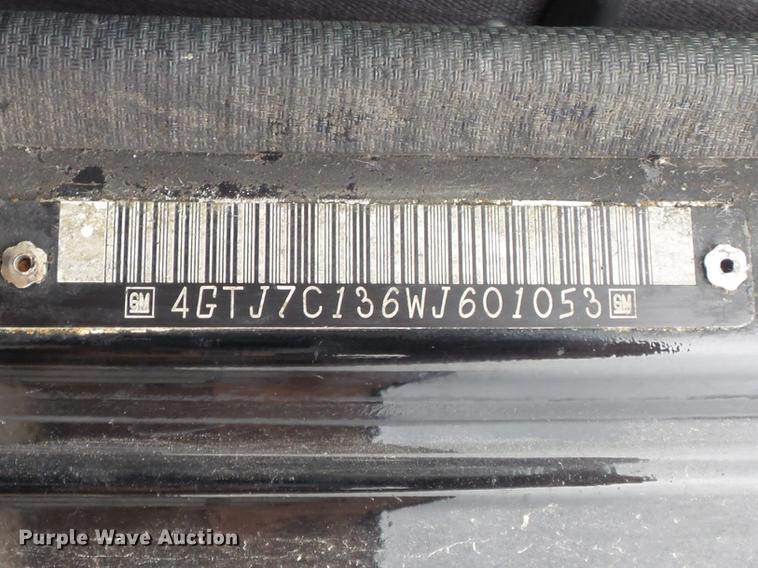 GM 4GTJ7C136WJ601053 GM
Purple Wave Auction